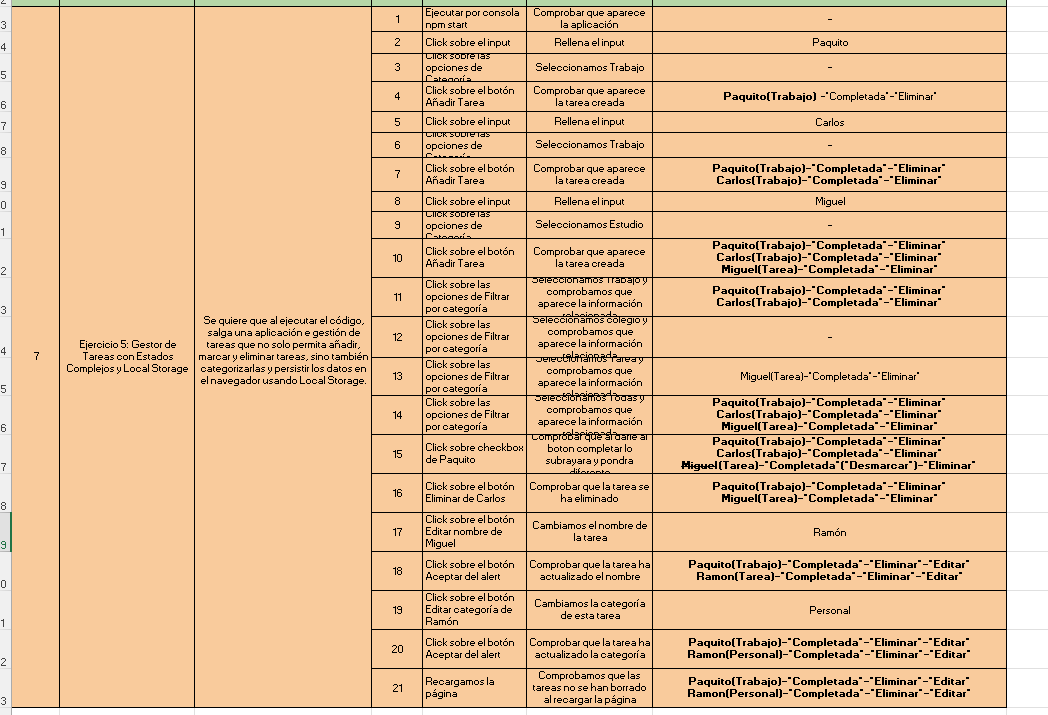 2
3
4
5
6
7
8
9
0
1
2
3
4
5
6
7
8
9
0
1
2
3
7
Ejercicio 5: Gestor de
Tareas con Estados
Complejos y Local Storage
Se quiere que al ejecutar el código,
salga una aplicación e gestión de
tareas que no solo permita añadir,
marcar y eliminar tareas, sino también
categorizarlas y persistir los datos en
el navegador usando Local Storage.
1
Ejecutar por consola
npm start
Comprobar que aparece
la aplicación
-
2
Click sobre el input
Rellena el input
Paquito
3
Click sobre las
opciones de
Categoría
Seleccionamos Trabajo
-
4
Click sobre el botón
Añadir Tarea
Comprobar que aparece
la tarea creada
Paquito(Trabajo) -"Completada"-"Eliminar"
5
Click sobre el input
Rellena el input
Carlos
6
Click sobre las
opciones de
Categoría
Seleccionamos Trabajo
-
7
Click sobre el botón
Añadir Tarea
Comprobar que aparece
la tarea creada
Paquito(Trabajo)-"Completada"-"Eliminar"
Carlos(Trabajo)-"Completada"-"Eliminar"
8
Click sobre el input
Rellena el input
Miguel
9
Click sobre las
opciones de
Categoría
Seleccionamos Estudio
-
10
Click sobre el botón
Añadir Tarea
Comprobar que aparece
la tarea creada
Paquito(Trabajo)-"Completada"-"Eliminar"
Carlos(Trabajo)-"Completada"-"Eliminar"
Miguel(Tarea)-"Completada"-"Eliminar"
11
Click sobre las
opciones de Filtrar
por categoría
Seleccionamos Trabajo y
comprobamos que
aparece la información
relacionada
Paquito(Trabajo)-"Completada"-"Eliminar"
Carlos(Trabajo)-"Completada"-"Eliminar"
12
Click sobre las
opciones de Filtrar
por categoría
Seleccionamos colegio y
comprobamos que
aparece la información
relacionada
-
13
Click sobre las
opciones de Filtrar
por categoría
Seleccionamos Tarea y
comprobamos que
aparece la información
relacionada
Miguel(Tarea)-"Completada"-"Eliminar"
14
Click sobre las
opciones de Filtrar
por categoría
Seleccionamos Todas y
comprobamos que
aparece la información
relacionada
Paquito(Trabajo)-"Completada"-"Eliminar"
Carlos(Trabajo)-"Completada"-"Eliminar"
Miguel(Tarea)-"Completada"-"Eliminar"
15
Click sobre checkbox
de Paquito
Comprobar que al darle al
boton completar lo
subrayara y pondra
diferente
Paquito(Trabajo)-"Completada"-"Eliminar"
Carlos(Trabajo)-"Completada"-"Eliminar"
Miguel(Tarea)-"Completada"("Desmarcar")-"Eliminar"
16
Click sobre el botón
Eliminar de Carlos
Comprobar que la tarea se
ha eliminado
Paquito(Trabajo)-"Completada"-"Eliminar"
Miguel(Tarea)-"Completada"-"Eliminar"
17
Click sobre el botón
Editar nombre de
Miguel
Cambiamos el nombre de
la tarea
Ramón
18
Click sobre el botón
Aceptar del alert
Comprobar que la tarea ha
actualizado el nombre
Paquito(Trabajo)-"Completada"-"Eliminar"-"Editar"
Ramon(Tarea)-"Completada"-"Eliminar"-"Editar"
19
Click sobre el botón
Editar categoría de
Ramón
Cambiamos la categoría
de esta tarea
Personal
20
Click sobre el botón
Aceptar del alert
Comprobar que la tarea ha
actualizado la categoría
Paquito(Trabajo)-"Completada"-"Eliminar"-"Editar"
Ramon(Personal)-"Completada"-"Eliminar"-"Editar"
21
Recargamos la
página
Comprobamos que las
tareas no se han borrado
al recargar la página
Paquito(Trabajo)-"Completada"-"Eliminar"-"Editar"
Ramon(Personal)-"Completada"-"Eliminar"-"Editar"